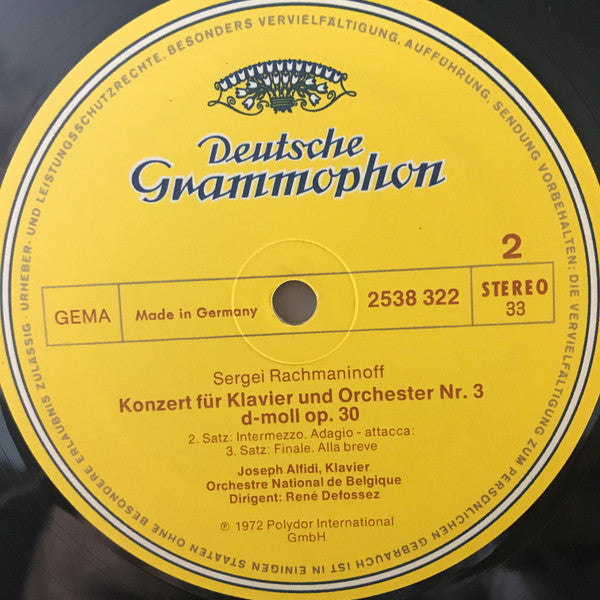 URHEBER- UND LEISTUNGSSCHUTZRECHTE, BESONDERS VERVIELFÄLTIGUNG, AUFFÜHRUNG, SENDUNG VORBEHALTEN; DIE VERVIELFÄLTIGUNG ZUM PERSÖNLICHEN GEBRAUCH IST IN EINIGEN STAATEN OHNE BESONDERE ERLAUBNIS ZULÄSSIG ·
Deutsche
Grammophon
2
GEMA
Made in Germany
2538 322
STEREO
33
Sergei Rachmaninoff
Konzert für Klavier und Orchester Nr. 3
d-moll op. 30
2. Satz: Intermezzo. Adagio - attacca:
3. Satz: Finale. Alla breve
Joseph Alfidi, Klavier
Orchestre National de Belgique
Dirigent: René Defossez
℗ 1972 Polydor International
GmbH